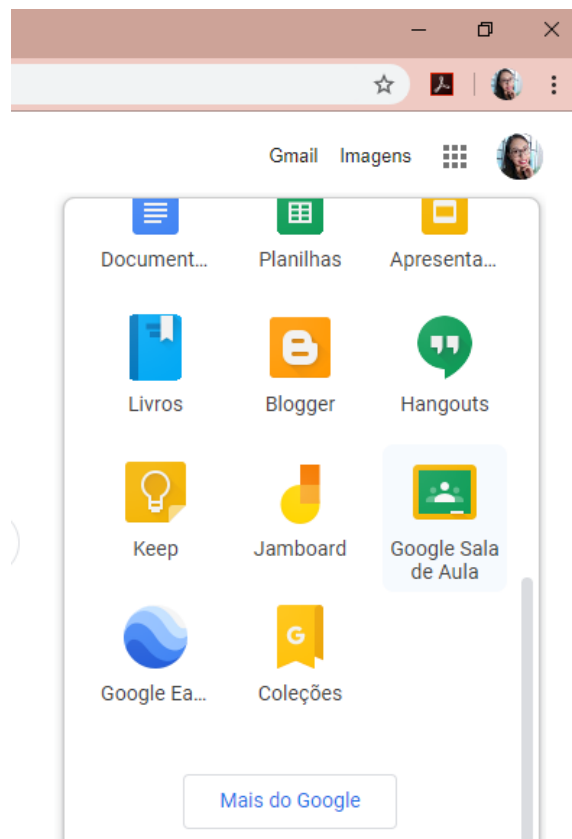 Gmail Imagens
Document... Planilhas Apresenta...
Livros Blogger Hangouts
Keep Jamboard Google Sala
de Aula
G
Google Ea... Coleções
Mais do Google